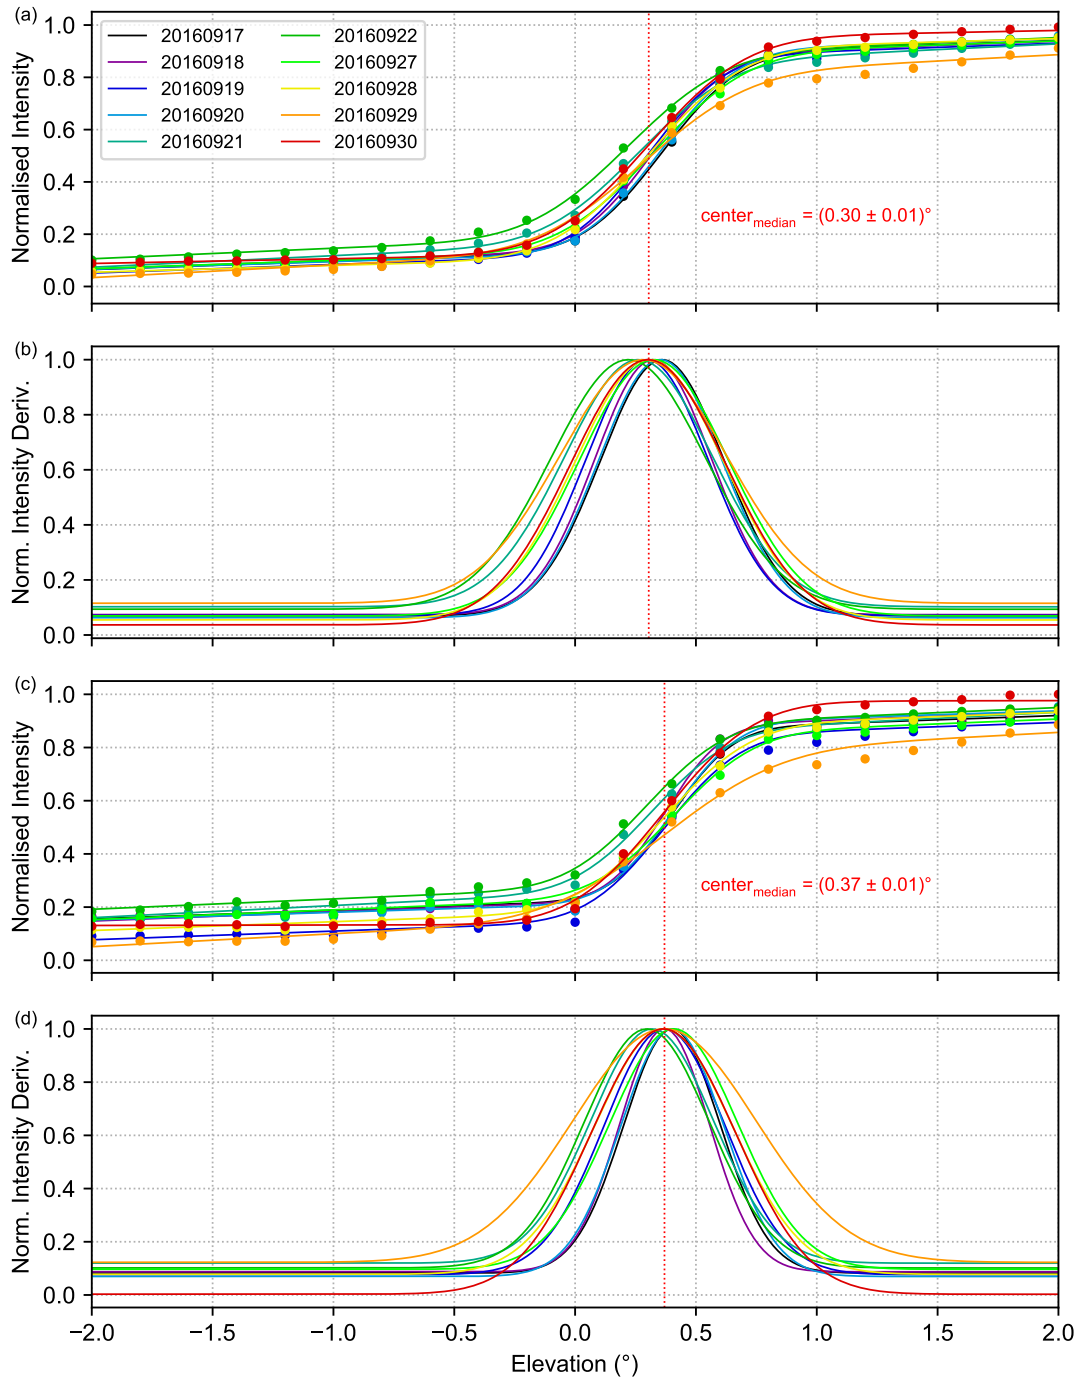 (a)
Normalised Intensity
1.0
0.8
0.6
0.4
0.2
0.0
20160917
20160918
20160919
20160920
20160921
20160922
20160927
20160928
20160929
20160930
center_median = (0.30 ± 0.01)°
(b)
Norm. Intensity Deriv.
1.0
0.8
0.6
0.4
0.2
0.0
(c)
Normalised Intensity
1.0
0.8
0.6
0.4
0.2
0.0
center_median = (0.37 ± 0.01)°
(d)
Norm. Intensity Deriv.
1.0
0.8
0.6
0.4
0.2
0.0
−2.0 −1.5 −1.0 −0.5 0.0 0.5 1.0 1.5 2.0
Elevation (°)